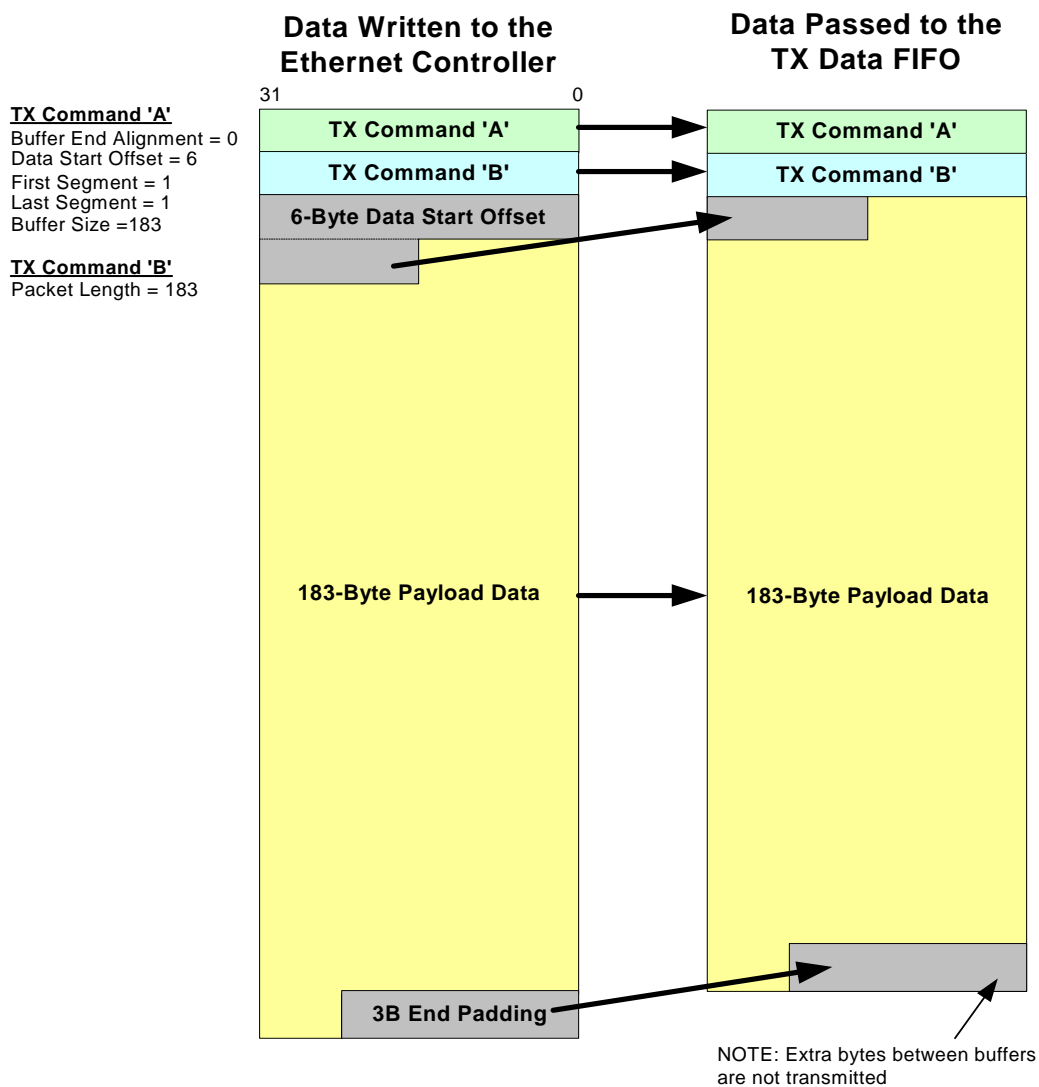 Data Written to the
Ethernet Controller
Data Passed to the
TX Data FIFO
31
0
TX Command 'A'
Buffer End Alignment = 0
Data Start Offset = 6
First Segment = 1
Last Segment = 1
Buffer Size =183
TX Command 'B'
Packet Length = 183
TX Command 'A'
TX Command 'B'
6-Byte Data Start Offset
183-Byte Payload Data
3B End Padding
TX Command 'A'
TX Command 'B'
183-Byte Payload Data
NOTE: Extra bytes between buffers
are not transmitted